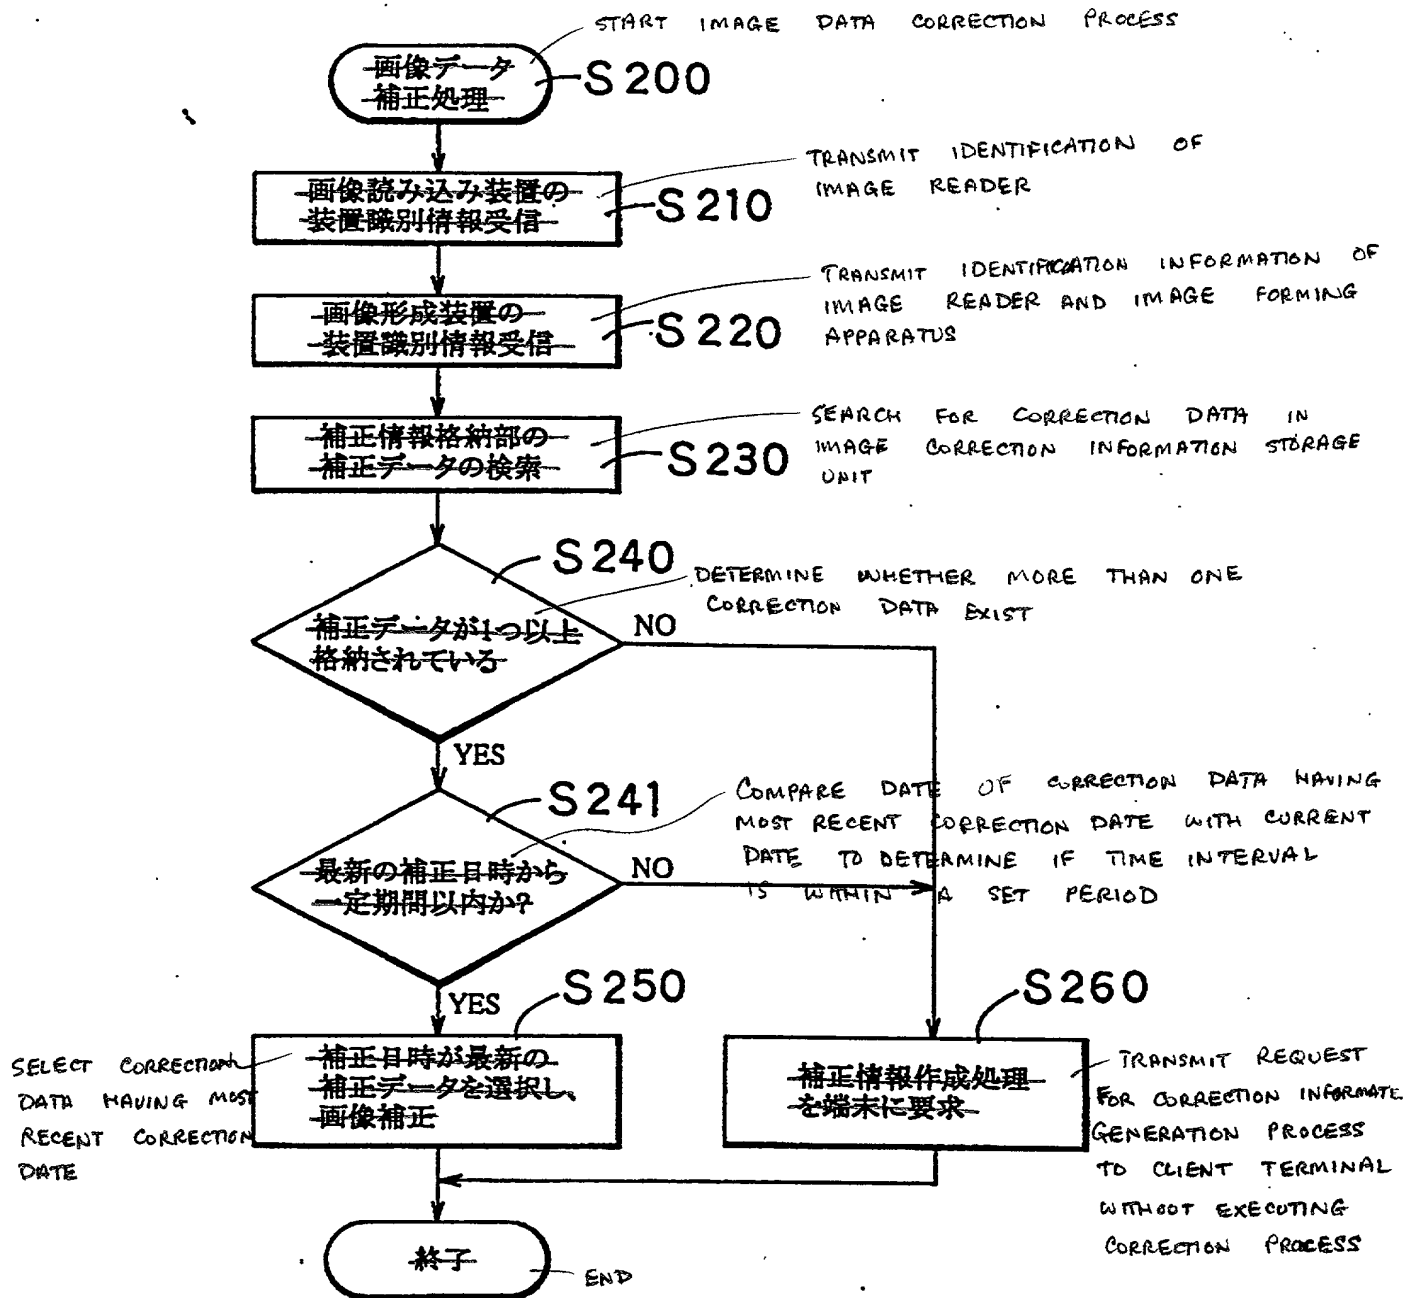 START IMAGE DATA CORRECTION PROCESS
画像データ
補正処理
S200
TRANSMIT IDENTIFICATION OF
IMAGE READER
画像読み込み装置の
装置識別情報受信
S210
TRANSMIT IDENTIFICATION INFORMATION OF
IMAGE READER AND IMAGE FORMING
APPARATUS
画像形成装置の
装置識別情報受信
S220
SEARCH FOR CORRECTION DATA IN
IMAGE CORRECTION INFORMATION STORAGE
UNIT
補正情報格納部の
補正データの検索
S230
S240
DETERMINE WHETHER MORE THAN ONE
CORRECTION DATA EXIST
補正データが1つ以上
格納されている
NO
YES
S241
COMPARE DATE OF CORRECTION DATA HAVING
MOST RECENT CORRECTION DATE WITH CURRENT
DATE TO DETERMINE IF TIME INTERVAL
IS WITHIN A SET PERIOD
最新の補正日時から
一定期間以内か?
NO
YES
S250
S260
SELECT CORRECTION
DATA HAVING MOST
RECENT CORRECTION
DATE
補正日時が最新の
補正データを選択し、
画像補正
補正情報作成処理
を端末に要求
TRANSMIT REQUEST
FOR CORRECTION INFORMATE
GENERATION PROCESS
TO CLIENT TERMINAL
WITHOUT EXECUTING
CORRECTION PROCESS
終了
END